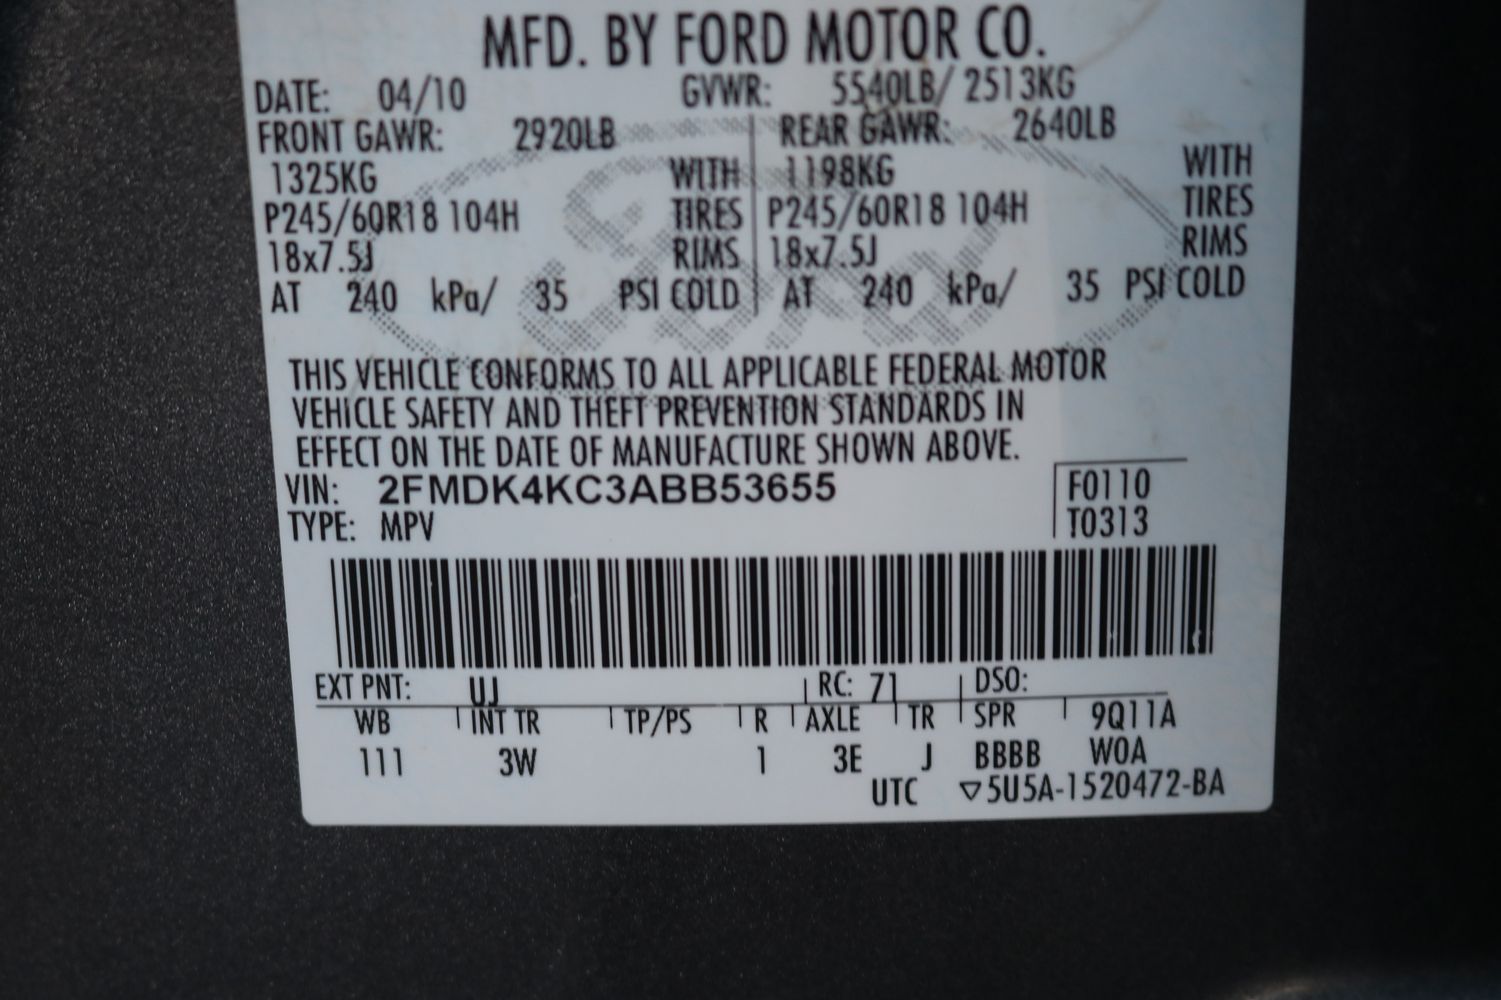 MFD. BY FORD MOTOR CO.
DATE: 04/10 GVWR: 5540LB/ 2513KG
FRONT GAWR: 2920LB REAR GAWR: 2640LB
1325KG WITH 1198KG WITH
P245/60R18 104H TIRES P245/60R18 104H TIRES
18x7.5J RIMS 18x7.5J RIMS
AT 240 kPa/ 35 PSI COLD AT 240 kPa/ 35 PSI COLD
Ford
THIS VEHICLE CONFORMS TO ALL APPLICABLE FEDERAL MOTOR
VEHICLE SAFETY AND THEFT PREVENTION STANDARDS IN
EFFECT ON THE DATE OF MANUFACTURE SHOWN ABOVE.
VIN: 2FMDK4KC3ABB53655 F0110
TYPE: MPV T0313
EXT PNT: UJ RC: 71 DSO:
WB INT TR TP/PS R AXLE TR SPR 9Q11A
111 3W 1 3E J BBBB WOA
UTC ▽5U5A-1520472-BA